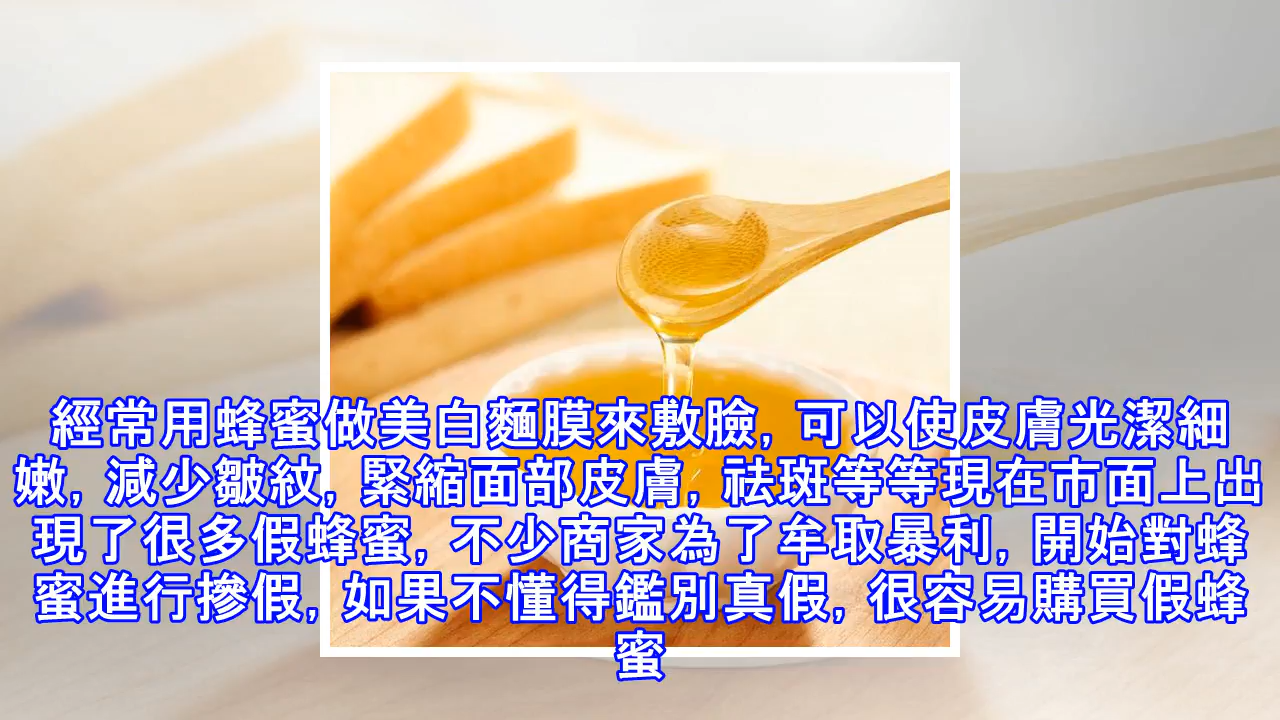 經常用蜂蜜做美白麵膜來敷臉, 可以使皮膚光潔細
嫩, 減少皺紋, 緊縮面部皮膚, 祛斑等等現在市面上出
現了很多假蜂蜜, 不少商家為了牟取暴利, 開始對蜂
蜜進行摻假, 如果不懂得鑑別真假, 很容易購買假蜂
蜜